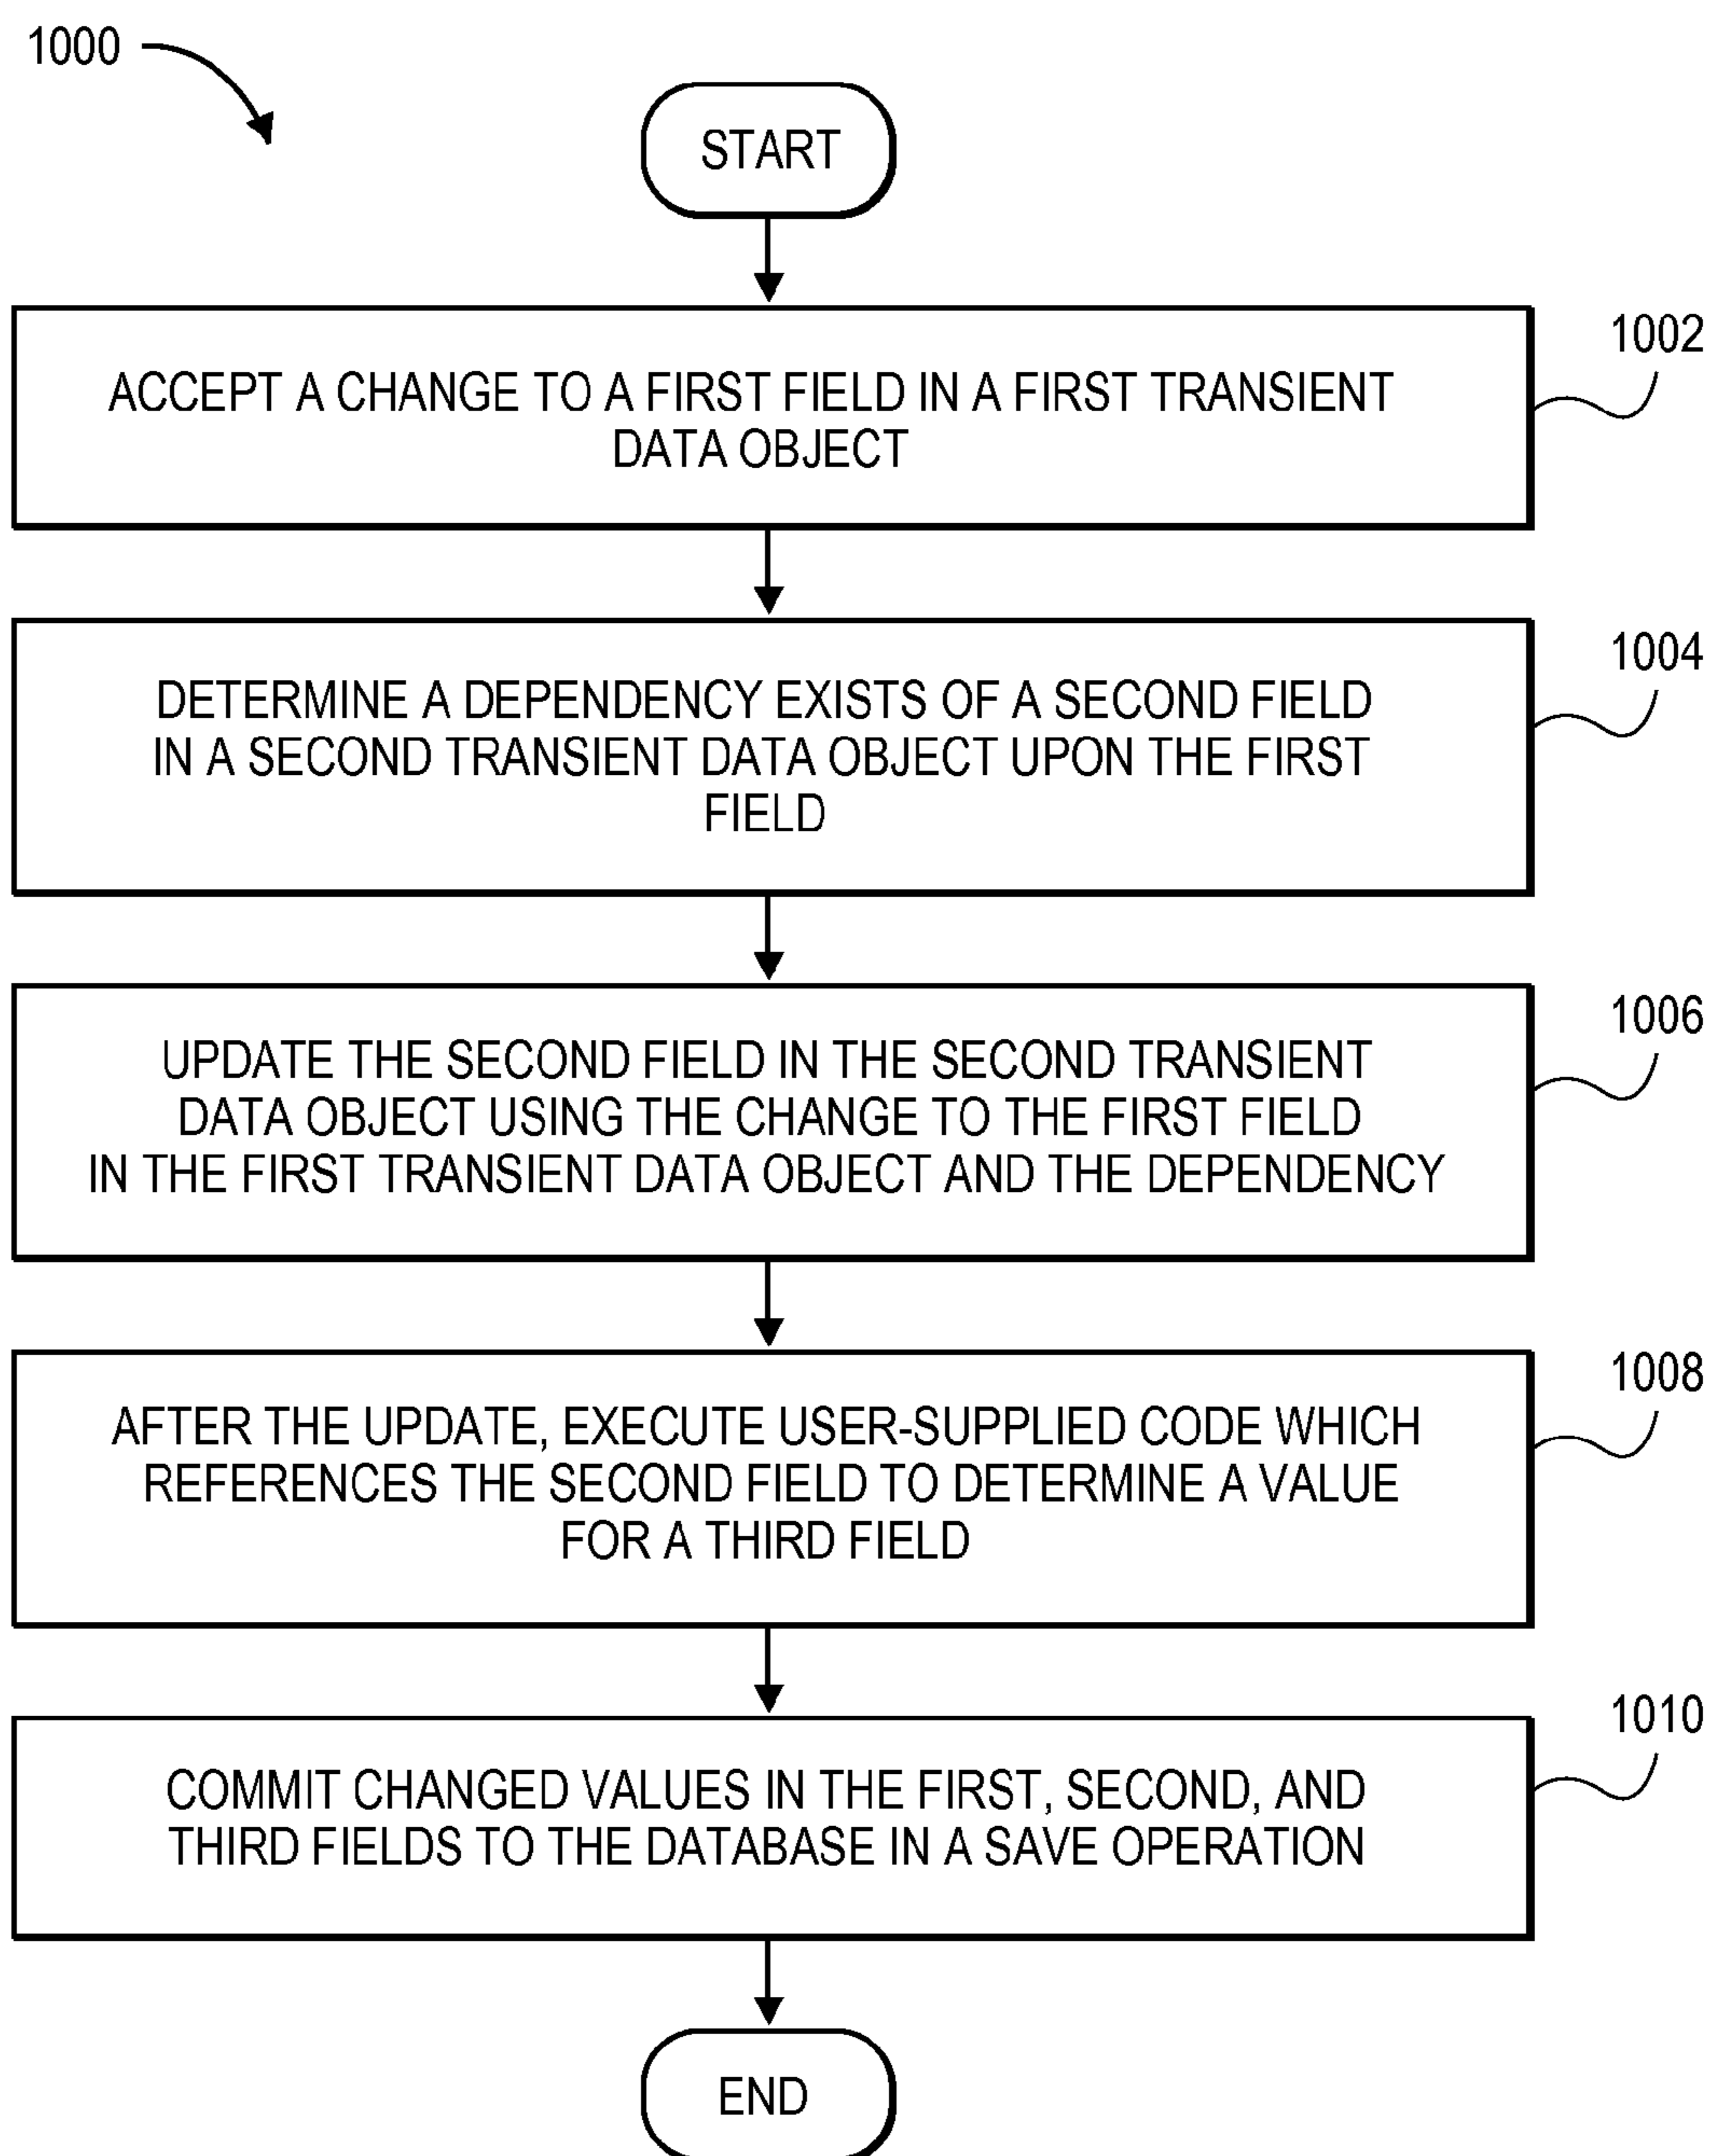 1000
START
1002
ACCEPT A CHANGE TO A FIRST FIELD IN A FIRST TRANSIENT
DATA OBJECT
1004
DETERMINE A DEPENDENCY EXISTS OF A SECOND FIELD
IN A SECOND TRANSIENT DATA OBJECT UPON THE FIRST
FIELD
1006
UPDATE THE SECOND FIELD IN THE SECOND TRANSIENT
DATA OBJECT USING THE CHANGE TO THE FIRST FIELD
IN THE FIRST TRANSIENT DATA OBJECT AND THE DEPENDENCY
1008
AFTER THE UPDATE, EXECUTE USER-SUPPLIED CODE WHICH
REFERENCES THE SECOND FIELD TO DETERMINE A VALUE
FOR A THIRD FIELD
1010
COMMIT CHANGED VALUES IN THE FIRST, SECOND, AND
THIRD FIELDS TO THE DATABASE IN A SAVE OPERATION
END